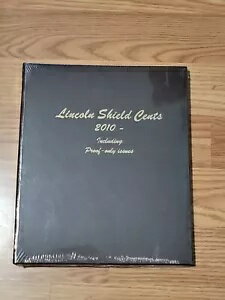 Lincoln Shield Cents
2010 -
Including
Proof-only issues